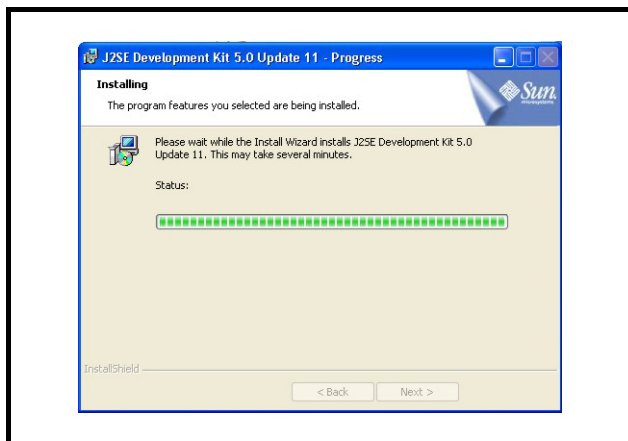 J2SE Development Kit 5.0 Update 11 - Progress
Installing
The program features you selected are being installed.
Sun
microsystems
Please wait while the Install Wizard installs J2SE Development Kit 5.0
Update 11. This may take several minutes.
Status:
InstallShield
< Back
Next >